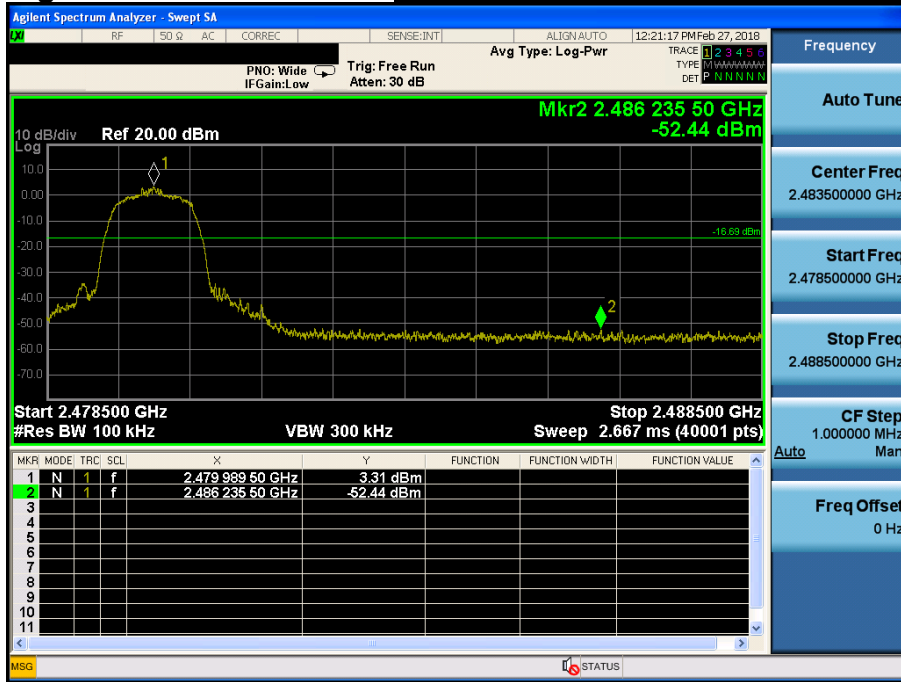 Agilent Spectrum Analyzer - Swept SA
LXI RF 50 Ω AC CORREC SENSE:INT ALIGN AUTO 12:21:17 PM Feb 27, 2018
Avg Type: Log-Pwr TRACE 1 2 3 4 5 6
PNO: Wide Trig: Free Run TYPE M WWWWW
IFGain:Low Atten: 30 dB DET P N N N N N
Mkr2 2.486 235 50 GHz
10 dB/div Ref 20.00 dBm -52.44 dBm
Log
10.0
0.00
-10.0
-20.0
-30.0
-40.0
-50.0
-60.0
-70.0
1
-16.69 dBm
2
Start 2.478500 GHz Stop 2.488500 GHz
#Res BW 100 kHz VBW 300 kHz Sweep 2.667 ms (40001 pts)
MKR MODE TRC SCL X Y FUNCTION FUNCTION WIDTH FUNCTION VALUE
1 N 1 f 2.479 989 50 GHz 3.31 dBm
2 N 1 f 2.486 235 50 GHz -52.44 dBm
3
4
5
6
7
8
9
10
11
MSG STATUS
Frequency
Auto Tune
Center Freq
2.483500000 GHz
Start Freq
2.478500000 GHz
Stop Freq
2.488500000 GHz
CF Step
1.000000 MHz
Auto Man
Freq Offset
0 Hz